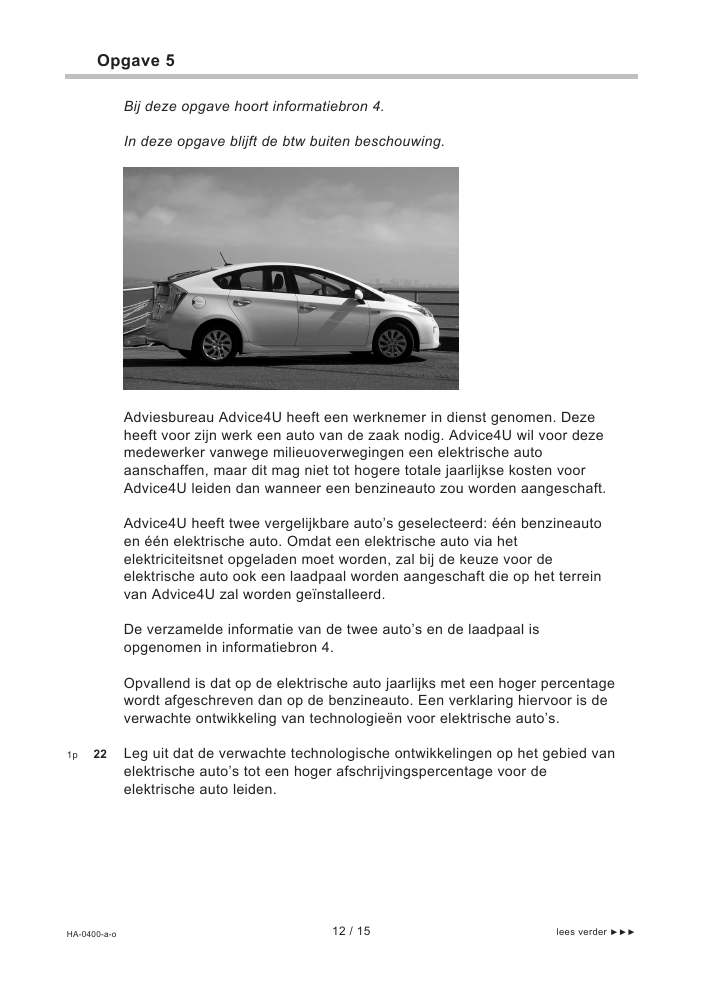 Opgave 5
Bij deze opgave hoort informatiebron 4.
In deze opgave blijft de btw buiten beschouwing.
Adviesbureau Advice4U heeft een werknemer in dienst genomen. Deze
heeft voor zijn werk een auto van de zaak nodig. Advice4U wil voor deze
medewerker vanwege milieuoverwegingen een elektrische auto
aanschaffen, maar dit mag niet tot hogere totale jaarlijkse kosten voor
Advice4U leiden dan wanneer een benzineauto zou worden aangeschaft.
Advice4U heeft twee vergelijkbare auto's geselecteerd: één benzineauto
en één elektrische auto. Omdat een elektrische auto via het
elektriciteitsnet opgeladen moet worden, zal bij de keuze voor de
elektrische auto ook een laadpaal worden aangeschaft die op het terrein
van Advice4U zal worden geïnstalleerd.
De verzamelde informatie van de twee auto's en de laadpaal is
opgenomen in informatiebron 4.
Opvallend is dat op de elektrische auto jaarlijks met een hoger percentage
wordt afgeschreven dan op de benzineauto. Een verklaring hiervoor is de
verwachte ontwikkeling van technologieën voor elektrische auto's.
1p 22 Leg uit dat de verwachte technologische ontwikkelingen op het gebied van
elektrische auto's tot een hoger afschrijvingspercentage voor de
elektrische auto leiden.
HA-0400-a-o 12 / 15 lees verder ►►►